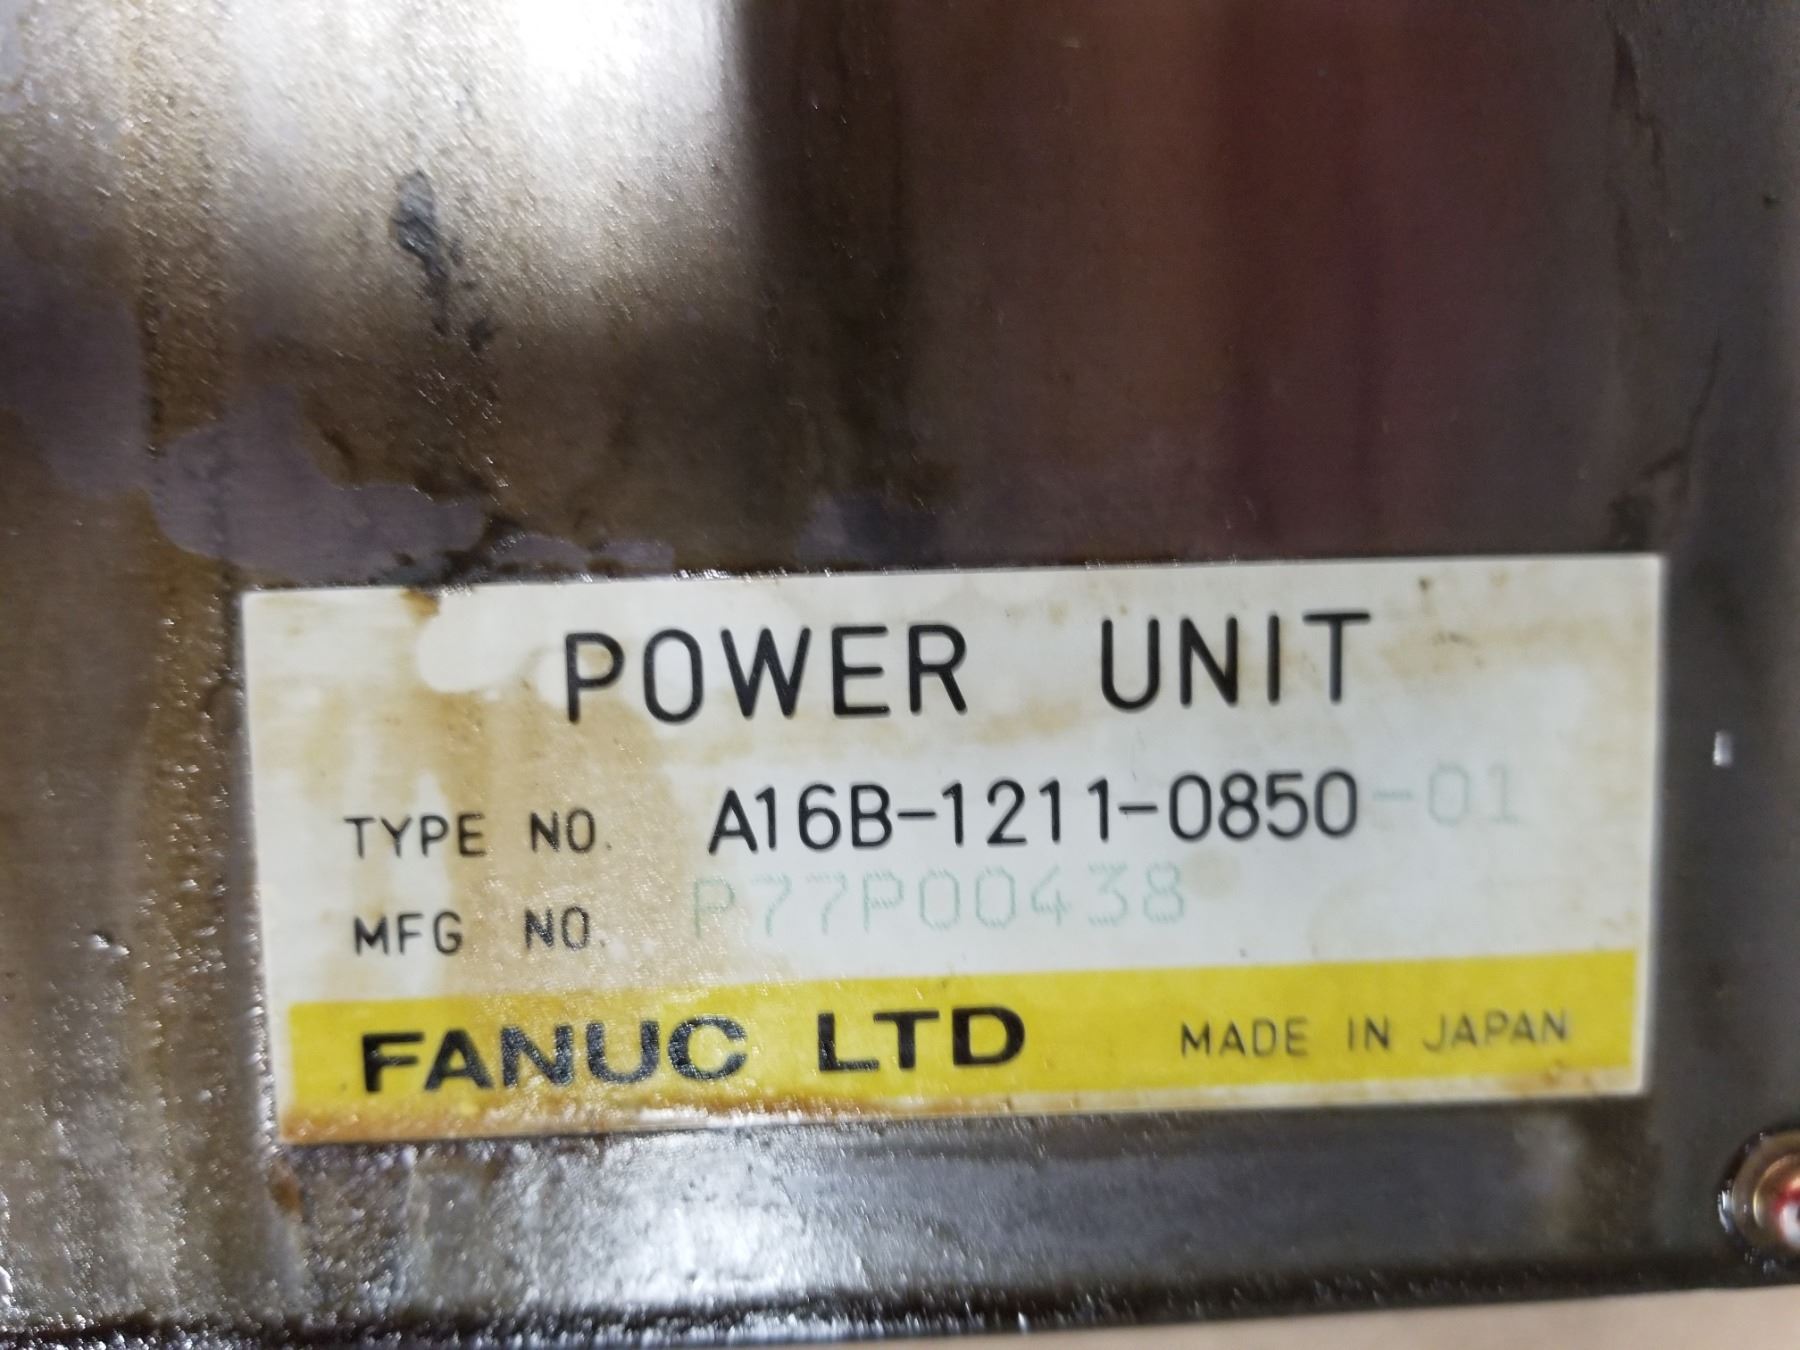 POWER UNIT
TYPE NO. A16B-1211-0850-01
MFG NO. P77P00438
FANUC LTD MADE IN JAPAN